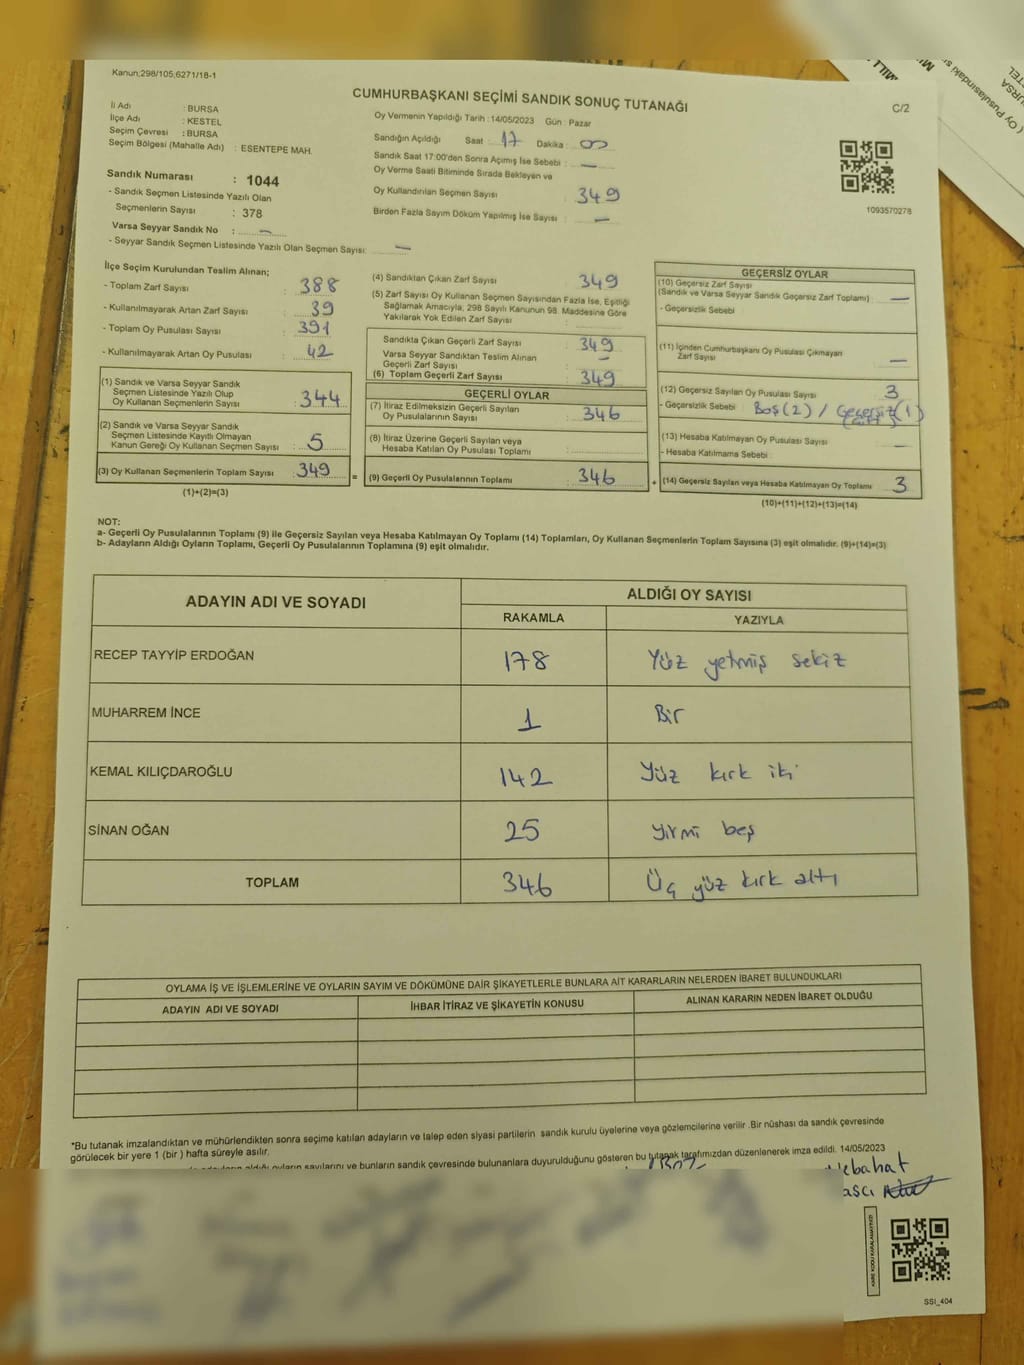 Kanun;298/105;6271/18-1
CUMHURBAŞKANI SEÇİMİ SANDIK SONUÇ TUTANAĞI
C/2
İl Adı : BURSA
İlçe Adı : KESTEL
Seçim Çevresi : BURSA
Seçim Bölgesi (Mahalle Adı) : ESENTEPE MAH.
Sandık Numarası : 1044
- Sandık Seçmen Listesinde Yazılı Olan
Seçmenlerin Sayısı : 378
Varsa Seyyar Sandık No : —
- Seyyar Sandık Seçmen Listesinde Yazılı Olan Seçmen Sayısı: —
Oy Vermenin Yapıldığı Tarih : 14/05/2023 Gün : Pazar
Sandığın Açıldığı Saat : 17 Dakika : 00
Sandık Saat 17:00'den Sonra Açımış İse Sebebi : —
Oy Verme Saati Bitiminde Sırada Bekleyen ve
Oy Kullandırılan Seçmen Sayısı : 349
Birden Fazla Sayım Döküm Yapılmış İse Sayısı : —
1093570278
İlçe Seçim Kurulundan Teslim Alınan;
- Toplam Zarf Sayısı : 388
- Kullanılmayarak Artan Zarf Sayısı : 39
- Toplam Oy Pusulası Sayısı : 391
- Kullanılmayarak Artan Oy Pusulası : 42
(1) Sandık ve Varsa Seyyar Sandık
Seçmen Listesinde Yazılı Olup
Oy Kullanan Seçmenlerin Sayısı : 344
(2) Sandık ve Varsa Seyyar Sandık
Seçmen Listesinde Kayıtlı Olmayan
Kanun Gereği Oy Kullanan Seçmen Sayısı : 5
(3) Oy Kullanan Seçmenlerin Toplam Sayısı : 349
(1)+(2)=(3)
(4) Sandıktan Çıkan Zarf Sayısı : 349
(5) Zarf Sayısı Oy Kullanan Seçmen Sayısından Fazla İse, Eşitliği
Sağlamak Amacıyla, 298 Sayılı Kanunun 98. Maddesine Göre
Yakılarak Yok Edilen Zarf Sayısı :
Sandıkta Çıkan Geçerli Zarf Sayısı : 349
Varsa Seyyar Sandıktan Teslim Alınan
Geçerli Zarf Sayısı : —
(6) Toplam Geçerli Zarf Sayısı : 349
GEÇERLİ OYLAR
(7) İtiraz Edilmeksizin Geçerli Sayılan
Oy Pusulalarının Sayısı : 346
(8) İtiraz Üzerine Geçerli Sayılan veya
Hesaba Katılan Oy Pusulası Toplamı :
= (9) Geçerli Oy Pusulalarının Toplamı : 346
GEÇERSİZ OYLAR
(10) Geçersiz Zarf Sayısı
(Sandık ve Varsa Seyyar Sandık Geçersiz Zarf Toplamı) : —
- Geçersizlik Sebebi :
(11) İçinden Cumhurbaşkanı Oy Pusulası Çıkmayan
Zarf Sayısı : —
(12) Geçersiz Sayılan Oy Pusulası Sayısı : 3
- Geçersizlik Sebebi : Boş (2) / Geçersiz (1)
(13) Hesaba Katılmayan Oy Pusulası Sayısı : —
- Hesaba Katılmama Sebebi :
+ (14) Geçersiz Sayılan veya Hesaba Katılmayan Oy Toplamı : 3
(10)+(11)+(12)+(13)=(14)
NOT:
a- Geçerli Oy Pusulalarının Toplamı (9) ile Geçersiz Sayılan veya Hesaba Katılmayan Oy Toplamı (14) Toplamları, Oy Kullanan Seçmenlerin Toplam Sayısına (3) eşit olmalıdır. (9)+(14)=(3)
b- Adayların Aldığı Oyların Toplamı, Geçerli Oy Pusulalarının Toplamına (9) eşit olmalıdır.
ADAYIN ADI VE SOYADI ALDIĞI OY SAYISI
RAKAMLA YAZIYLA
RECEP TAYYİP ERDOĞAN 178 Yüz yetmiş sekiz
MUHARREM İNCE 1 Bir
KEMAL KILIÇDAROĞLU 142 Yüz kırk iki
SİNAN OĞAN 25 yirmi beş
TOPLAM 346 Üç yüz kırk altı
OYLAMA İŞ VE İŞLEMLERİNE VE OYLARIN SAYIM VE DÖKÜMÜNE DAİR ŞİKAYETLERLE BUNLARA AİT KARARLARIN NELERDEN İBARET BULUNDUKLARI
ADAYIN ADI VE SOYADI İHBAR İTİRAZ VE ŞİKAYETİN KONUSU ALINAN KARARIN NEDEN İBARET OLDUĞU
*Bu tutanak imzalandıktan ve mühürlendikten sonra seçime katılan adayların ve talep eden siyasi partilerin sandık kurulu üyelerine veya gözlemcilerine verilir .Bir nüshası da sandık çevresinde
görülecek bir yere 1 (bir ) hafta süreyle asılır.
aldığı oyların sayılarını ve bunların sandık çevresinde bulunanlara duyurulduğunu gösteren bu tutanak tarafımızdan düzenlenerek imza edildi. 14/05/2023
SSI_404